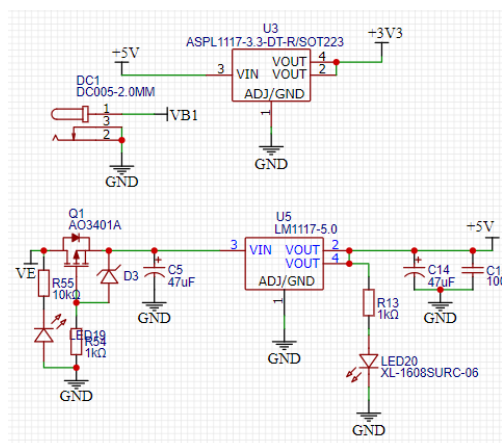 U3
ASPL1117-3.3-DT-R/SOT223
+5V
+3V3
3
VIN
VOUT
4
VOUT
2
ADJ/GND
1
GND
DC1
DC005-2.0MM
1
VB1
3
2
GND
Q1
AO3401A
VE
R55
10kΩ
D3
C5
47uF
GND
LED19
R54
1kΩ
GND
U5
LM1117-5.0
3
VIN
VOUT
2
VOUT
4
ADJ/GND
1
GND
+5V
C14
47uF
C1
100
GND
R13
1kΩ
LED20
XL-1608SURC-06
GND